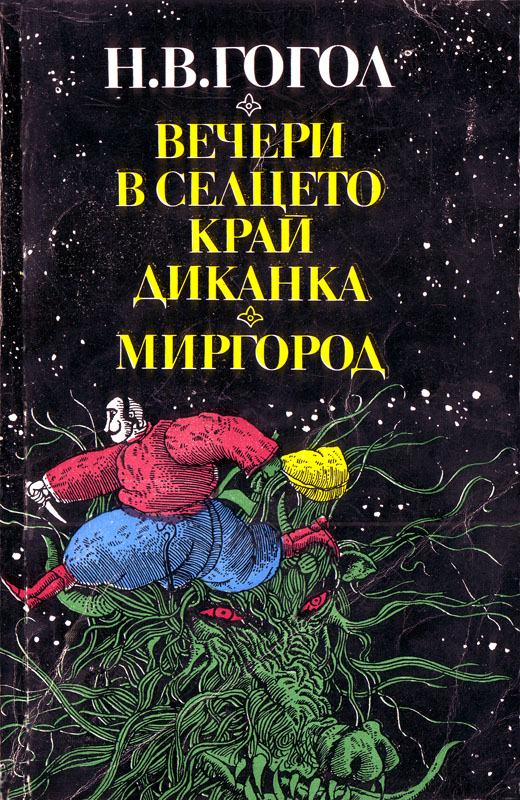 Н.В.ГОГОЛ
ВЕЧЕРИ
В СЕЛЦЕТО
КРАЙ
ДИКАНКА
МИРГОРОД